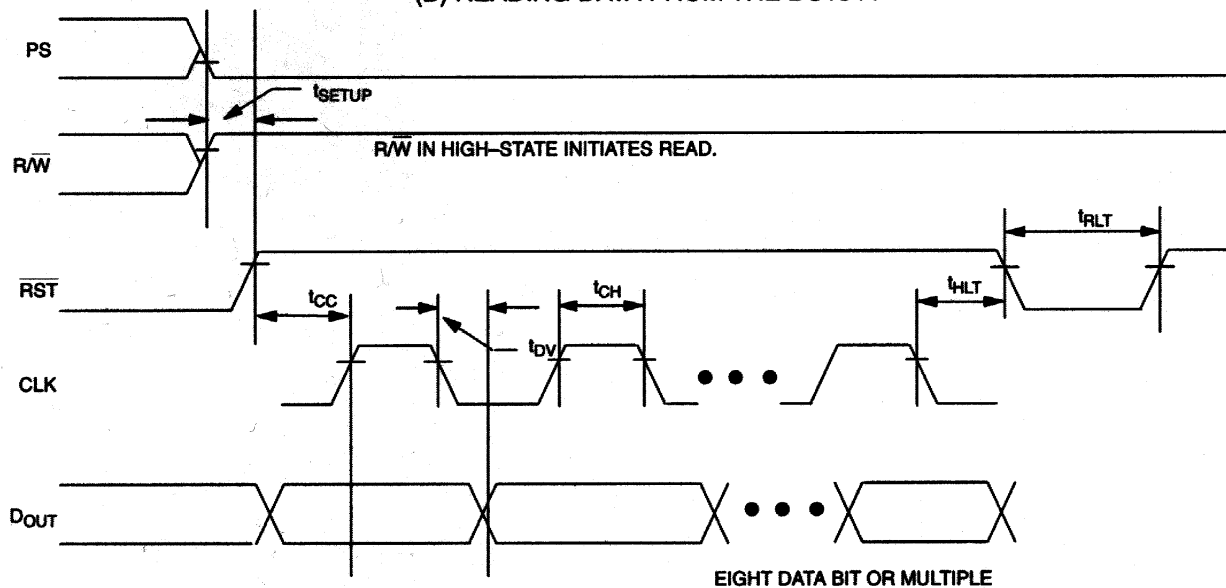 PS
tSETUP
R/W̅ IN HIGH–STATE INITIATES READ.
R/W̅
tRLT
R̅S̅T̅
tCC
tCH
tHLT
tDV
CLK
DOUT
EIGHT DATA BIT OR MULTIPLE